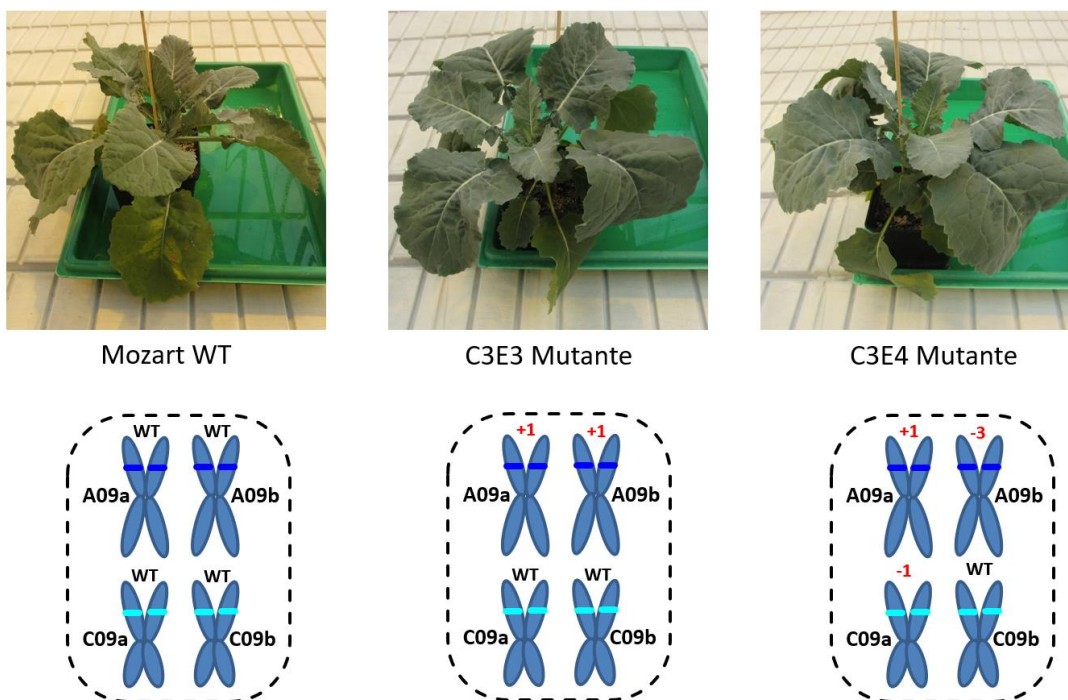 Mozart WT
C3E3 Mutante
C3E4 Mutante
WT WT
A09a A09b
WT WT
C09a C09b
+1 +1
A09a A09b
WT WT
C09a C09b
+1 -3
A09a A09b
-1 WT
C09a C09b